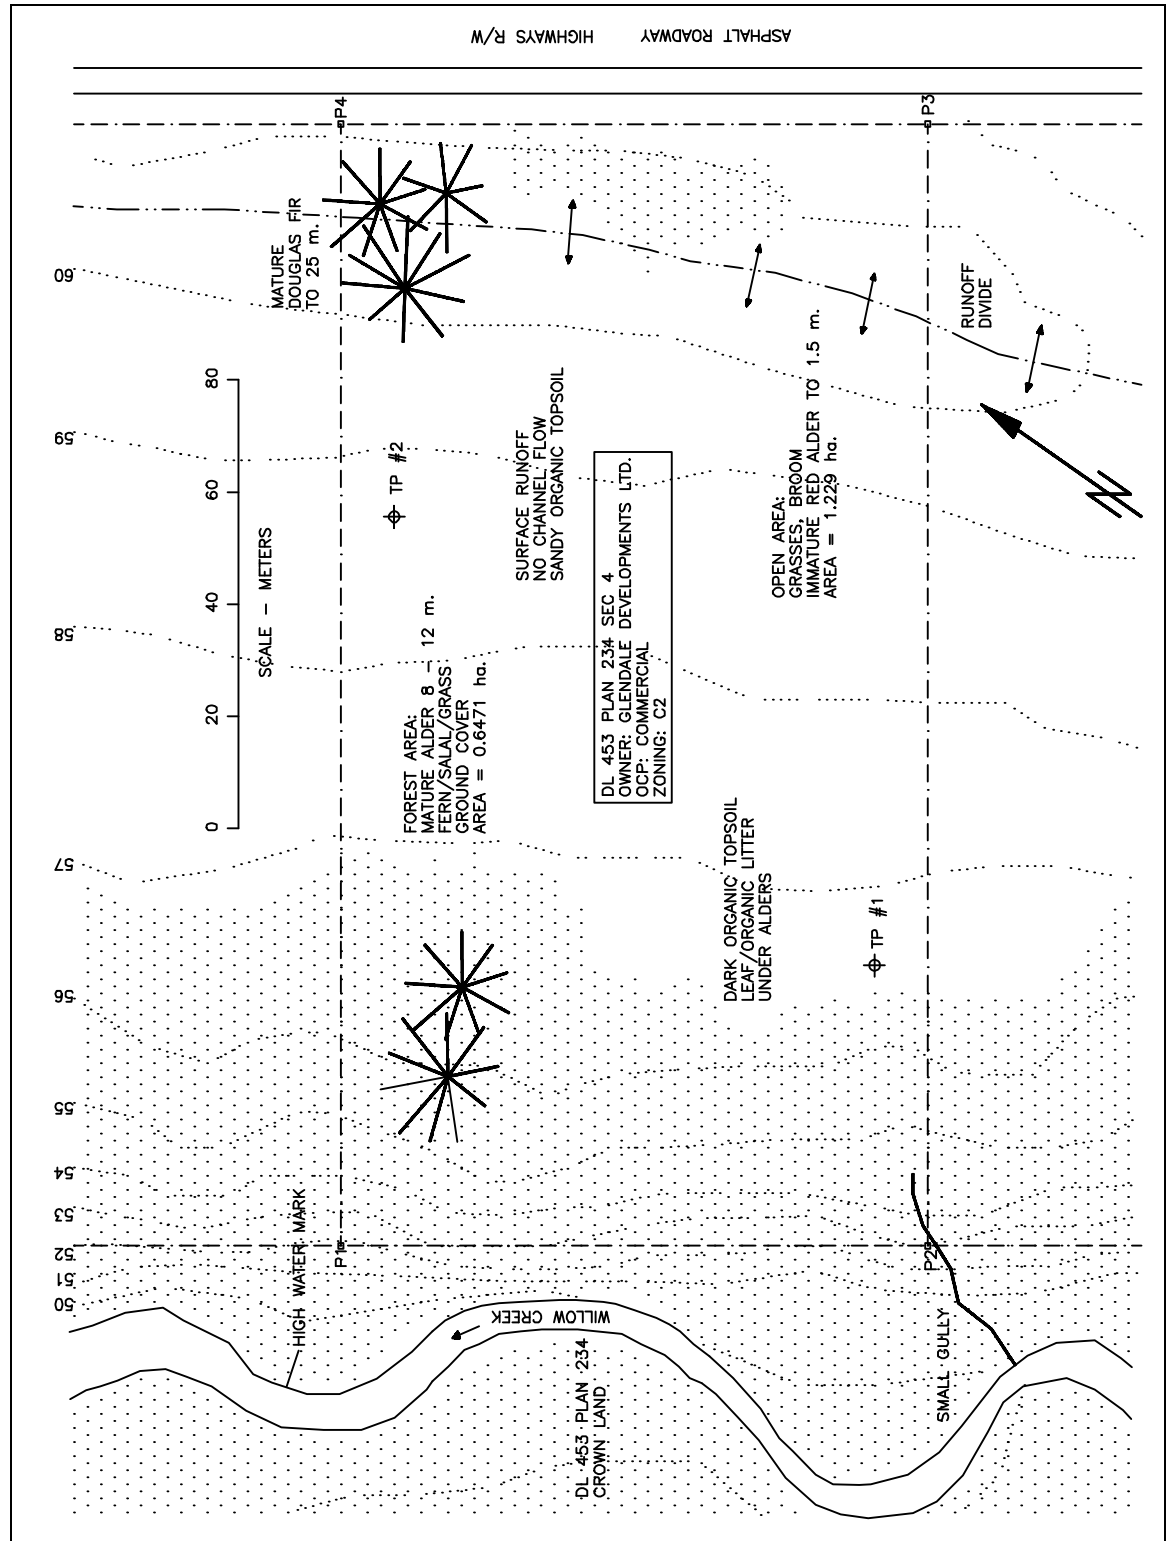 ASPHALT ROADWAY HIGHWAYS R/W
P4
P3
MATURE
DOUGLAS FIR
TO 25 m.
60
59
58
57
56
55
54
53
52
51
50
RUNOFF
DIVIDE
0 20 40 60 80
SCALE - METERS
TP #2
SURFACE RUNOFF
NO CHANNEL FLOW
SANDY ORGANIC TOPSOIL
OPEN AREA:
GRASSES, BROOM
IMMATURE RED ALDER TO 1.5 m.
AREA = 1.229 ha.
FOREST AREA:
MATURE ALDER 8 - 12 m.
FERN/SALAL/GRASS
GROUND COVER
AREA = 0.6471 ha.
DL 453 PLAN 234 SEC 4
OWNER: GLENDALE DEVELOPMENTS LTD.
OCP: COMMERCIAL
ZONING: C2
DARK ORGANIC TOPSOIL
LEAF/ORGANIC LITTER
UNDER ALDERS
TP #1
P1
P2
HIGH WATER MARK
WILLOW CREEK
SMALL GULLY
DL 453 PLAN 234
CROWN LAND